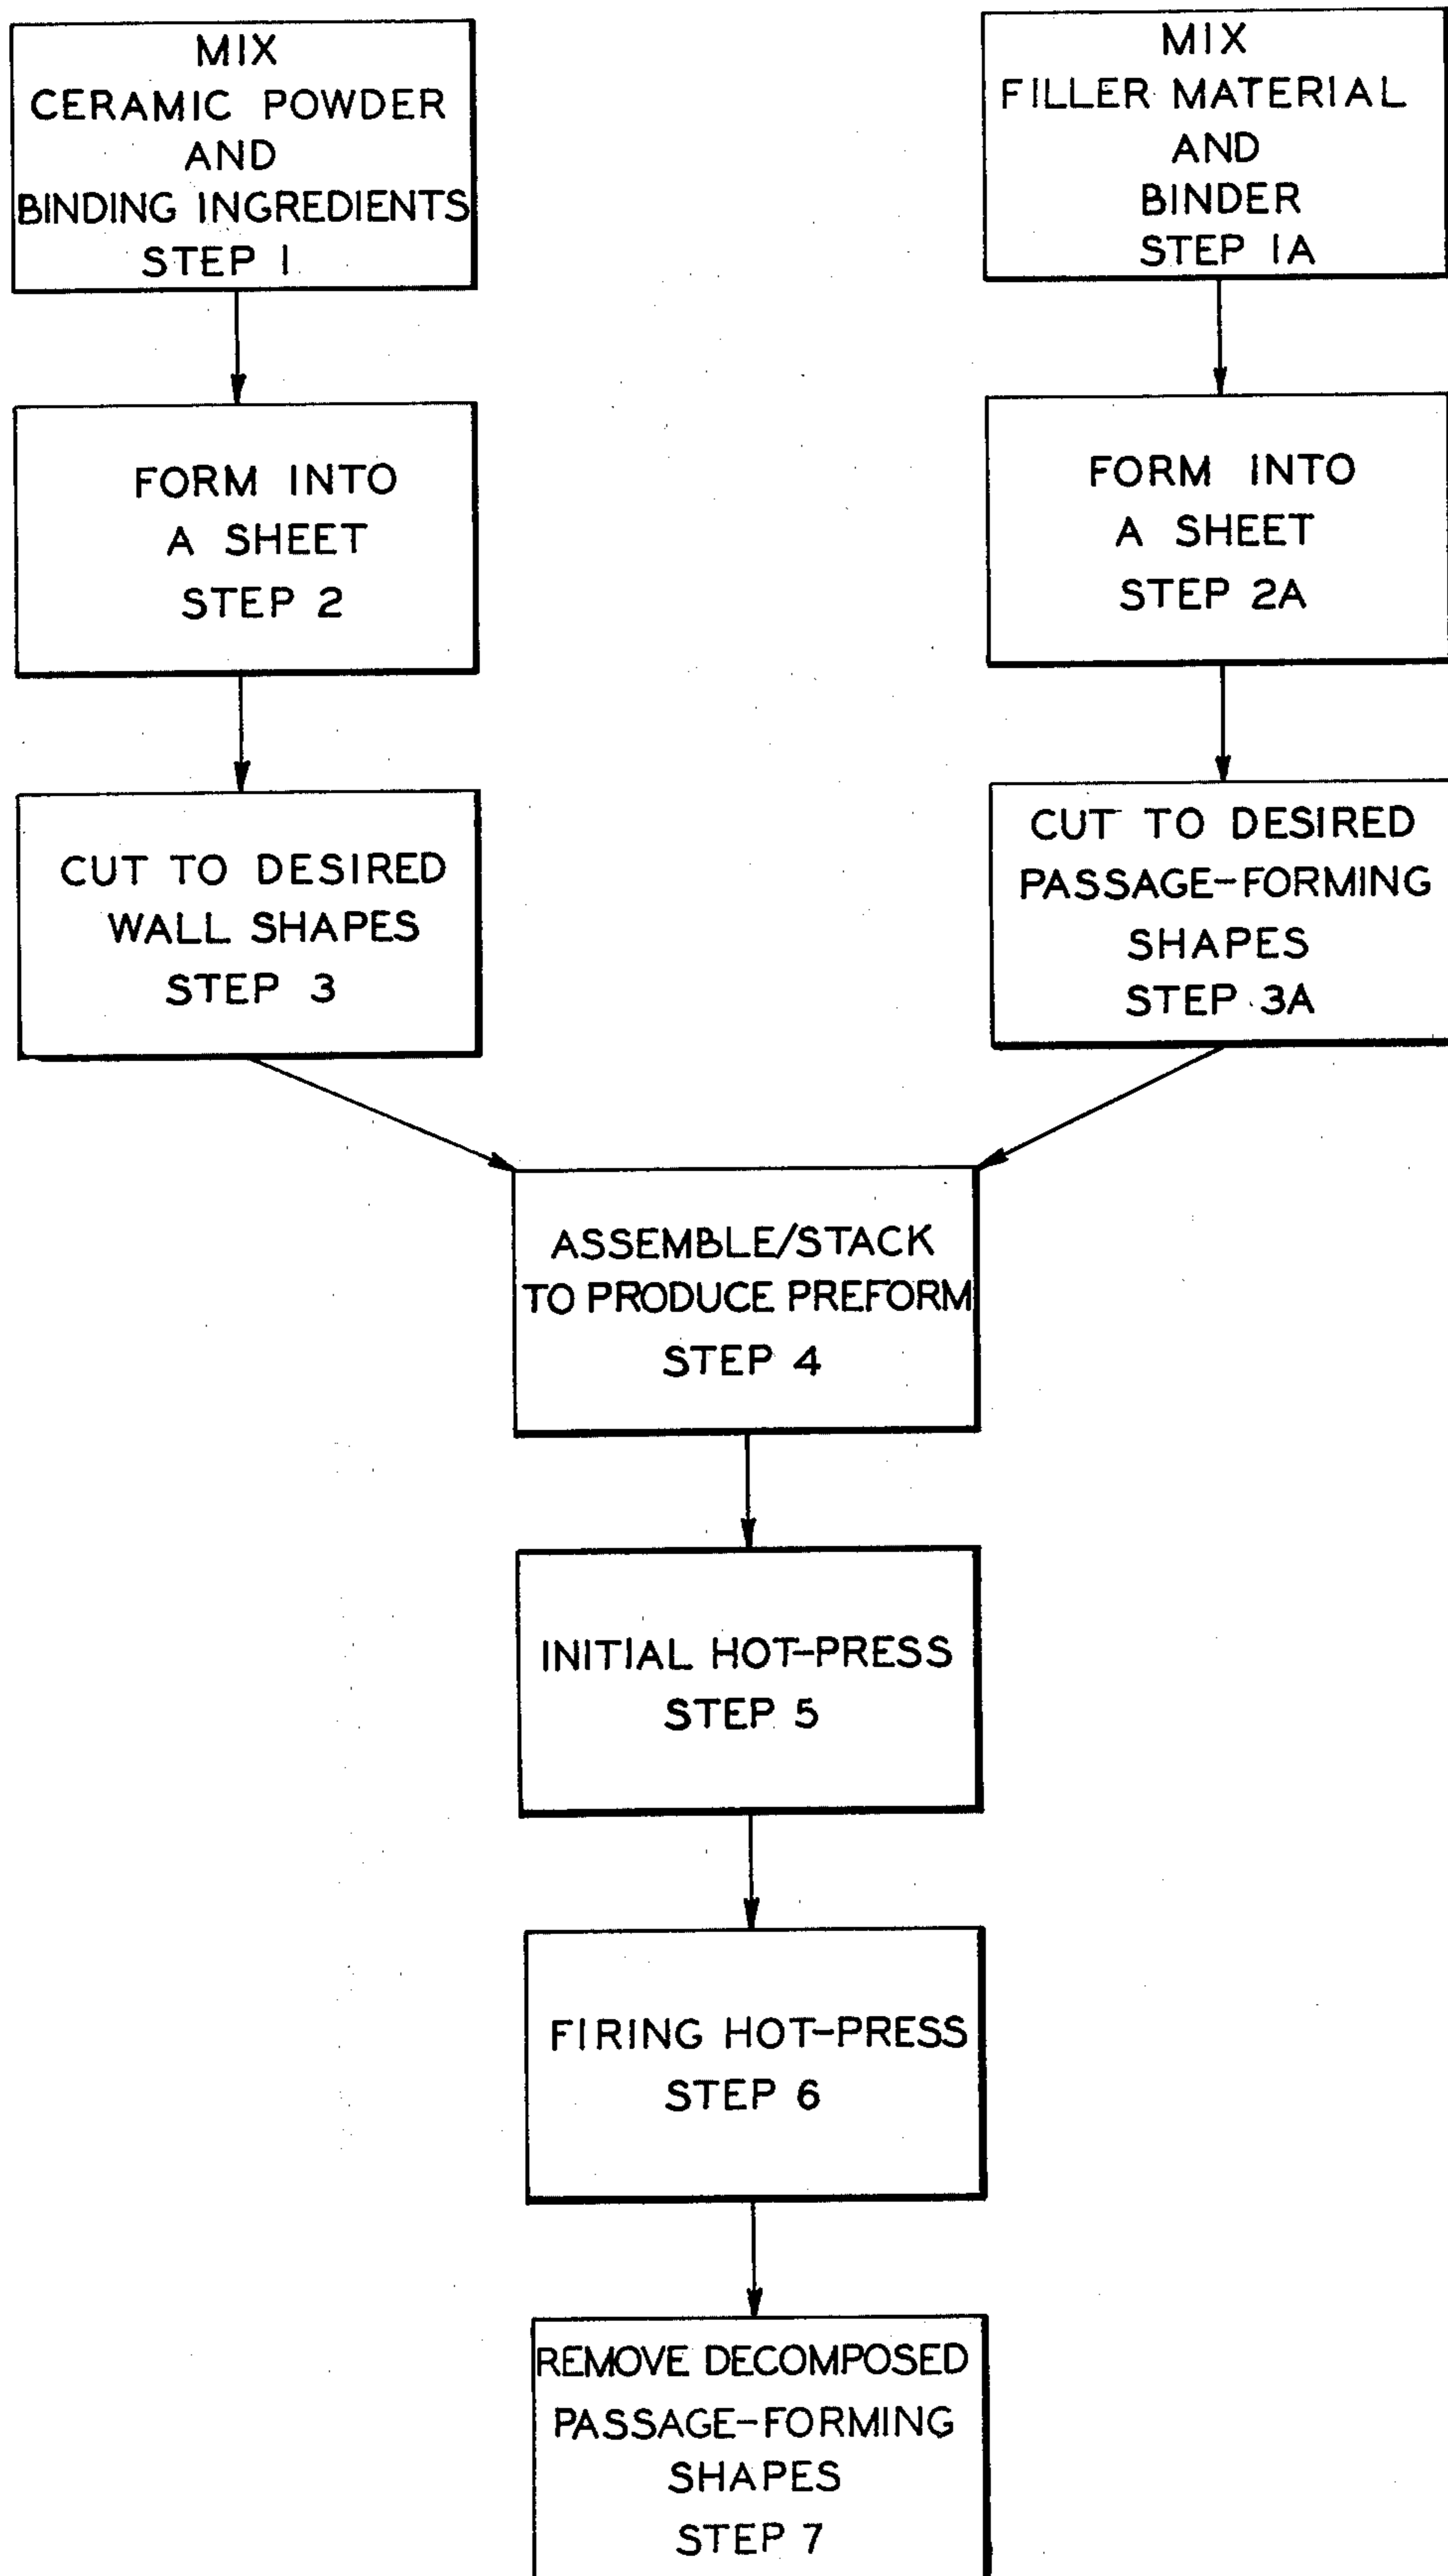 MIX
CERAMIC POWDER
AND
BINDING INGREDIENTS
STEP 1
MIX
FILLER MATERIAL
AND
BINDER
STEP 1A
FORM INTO
A SHEET
STEP 2
FORM INTO
A SHEET
STEP 2A
CUT TO DESIRED
WALL SHAPES
STEP 3
CUT TO DESIRED
PASSAGE-FORMING
SHAPES
STEP 3A
ASSEMBLE/STACK
TO PRODUCE PREFORM
STEP 4
INITIAL HOT-PRESS
STEP 5
FIRING HOT-PRESS
STEP 6
REMOVE DECOMPOSED
PASSAGE-FORMING
SHAPES
STEP 7